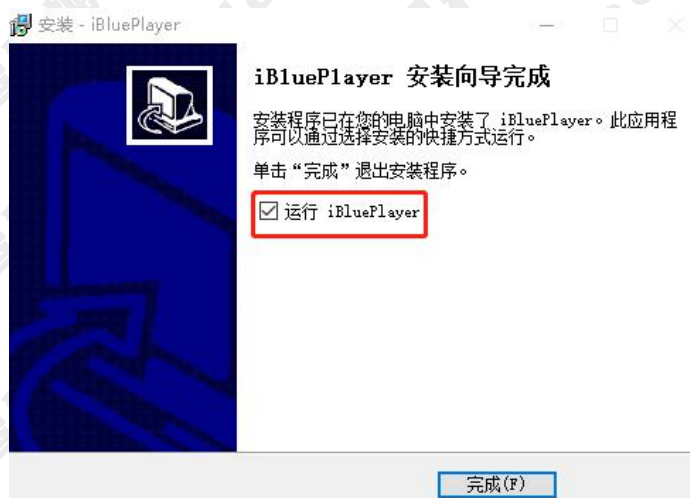 安装 - iBluePlayer
iBluePlayer 安装向导完成
安装程序已在您的电脑中安装了 iBluePlayer。此应用程
序可以通过选择安装的快捷方式运行。
单击“完成”退出安装程序。
运行 iBluePlayer
完成(F)